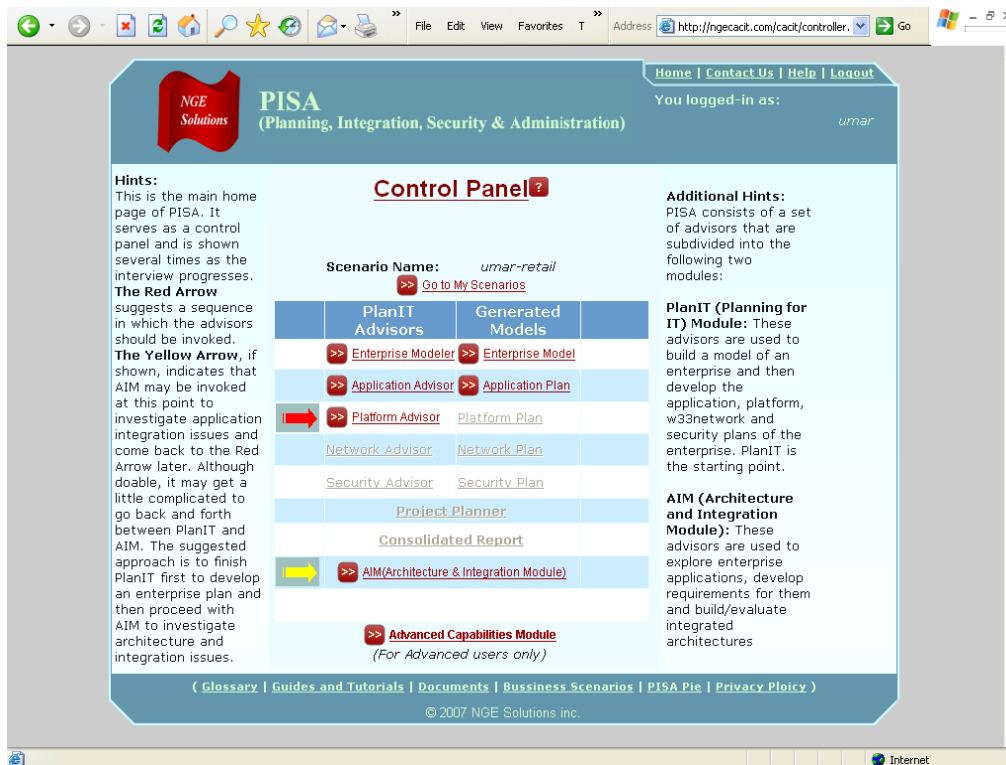 » File Edit View Favorites T » Address http://ngecacit.com/cacit/controller. Go
Home | Contact Us | Help | Logout
NGE
Solutions
PISA
(Planning, Integration, Security & Administration)
You logged-in as:
umar
Hints:
This is the main home
page of PISA. It
serves as a control
panel and is shown
several times as the
interview progresses.
The Red Arrow
suggests a sequence
in which the advisors
should be invoked.
The Yellow Arrow, if
shown, indicates that
AIM may be invoked
at this point to
investigate application
integration issues and
come back to the Red
Arrow later. Although
doable, it may get a
little complicated to
go back and forth
between PlanIT and
AIM. The suggested
approach is to finish
PlanIT first to develop
an enterprise plan and
then proceed with
AIM to investigate
architecture and
integration issues.
Control Panel ?
Scenario Name: umar-retail
>> Go to My Scenarios
PlanIT
Advisors
Generated
Models
>> Enterprise Modeler >> Enterprise Model
>> Application Advisor >> Application Plan
>> Platform Advisor Platform Plan
Network Advisor Network Plan
Security Advisor Security Plan
Project Planner
Consolidated Report
>> AIM(Architecture & Integration Module)
>> Advanced Capabilities Module
(For Advanced users only)
Additional Hints:
PISA consists of a set
of advisors that are
subdivided into the
following two
modules:
PlanIT (Planning for
IT) Module: These
advisors are used to
build a model of an
enterprise and then
develop the
application, platform,
w33network and
security plans of the
enterprise. PlanIT is
the starting point.
AIM (Architecture
and Integration
Module): These
advisors are used to
explore enterprise
applications, develop
requirements for them
and build/evaluate
integrated
architectures
( Glossary | Guides and Tutorials | Documents | Bussiness Scenarios | PISA Pie | Privacy Ploicy )
© 2007 NGE Solutions inc.
Internet